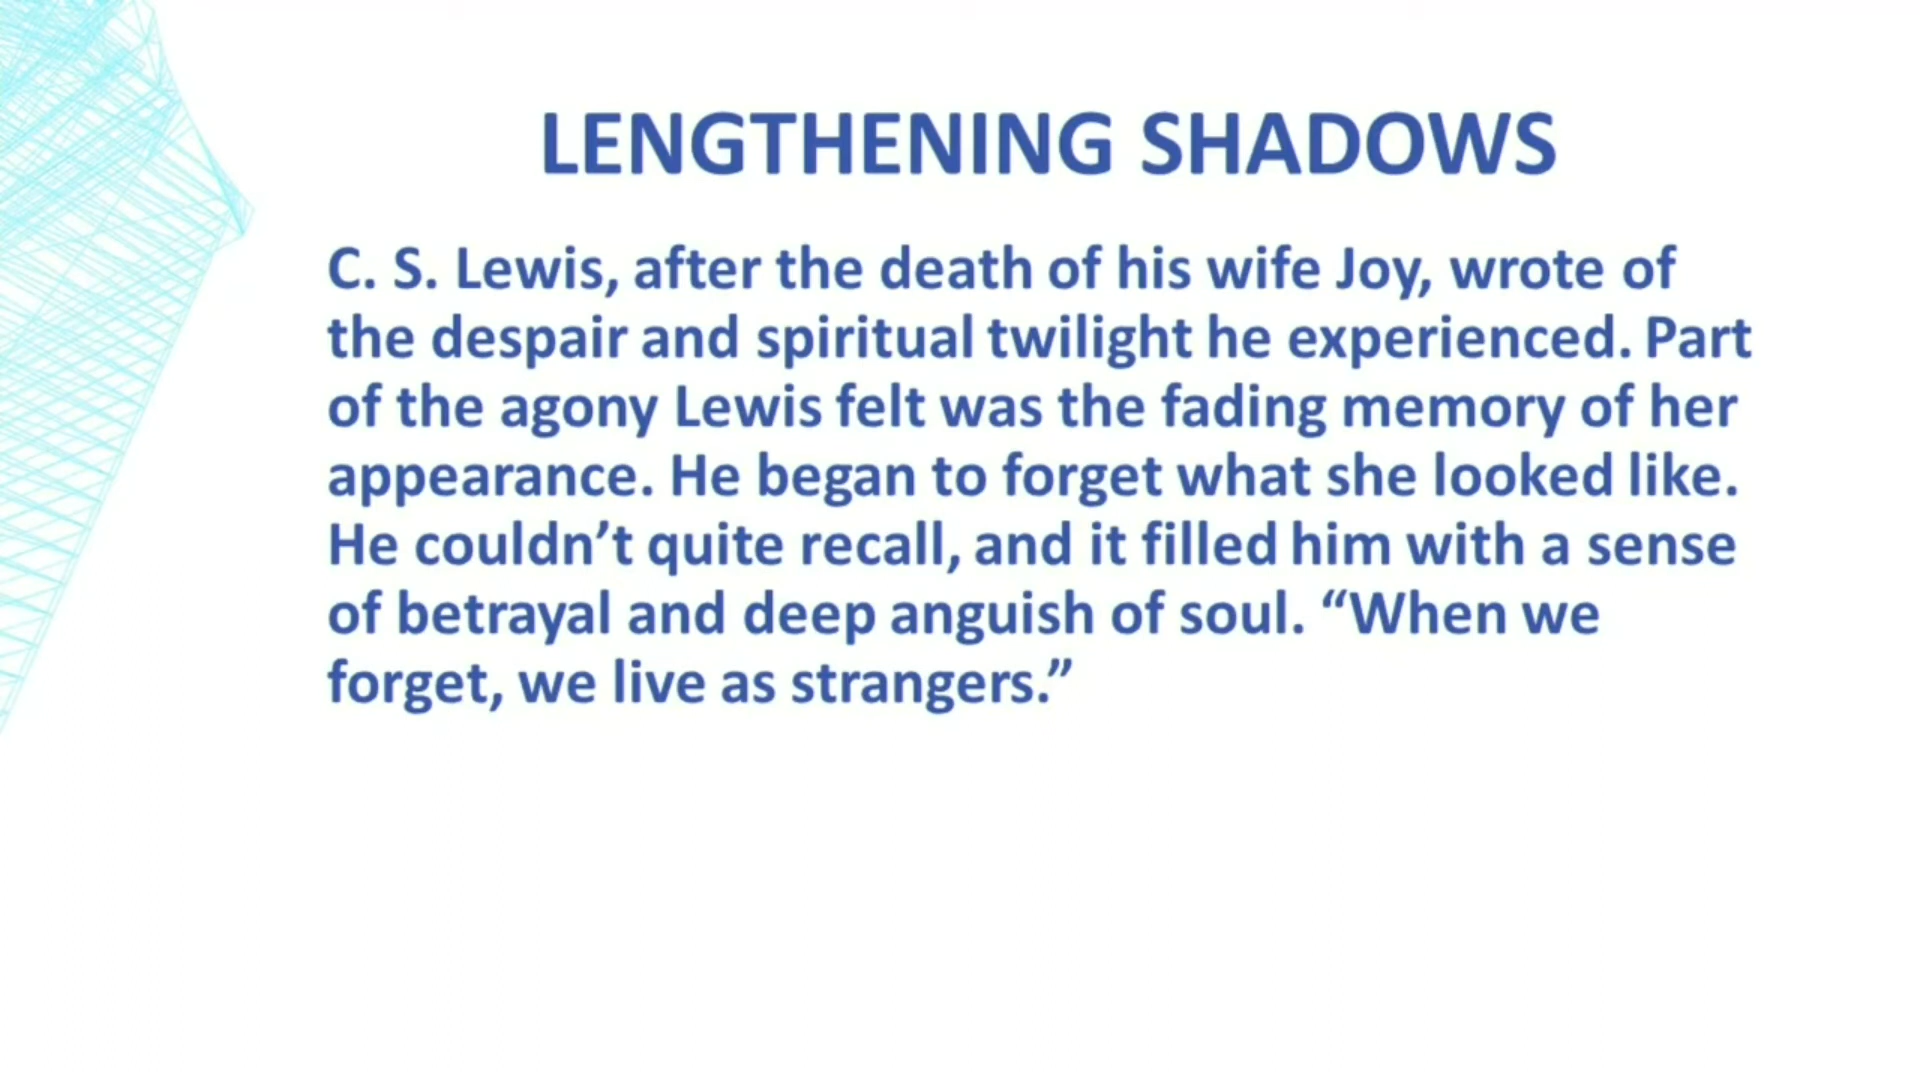 LENGTHENING SHADOWS
C. S. Lewis, after the death of his wife Joy, wrote of
the despair and spiritual twilight he experienced. Part
of the agony Lewis felt was the fading memory of her
appearance. He began to forget what she looked like.
He couldn’t quite recall, and it filled him with a sense
of betrayal and deep anguish of soul. “When we
forget, we live as strangers.”